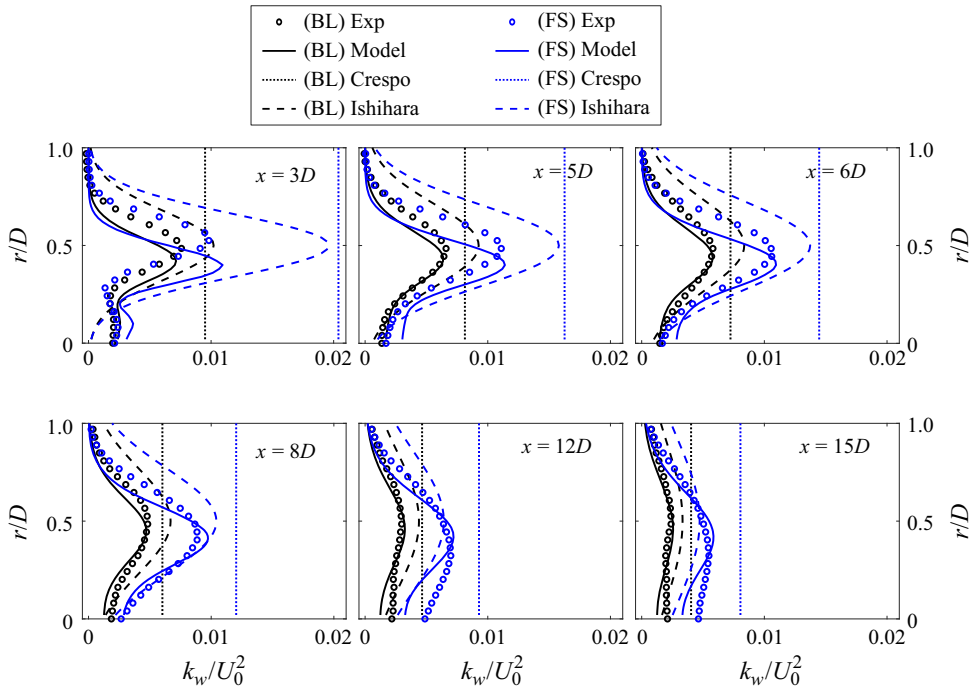 (BL) Exp (FS) Exp
(BL) Model (FS) Model
(BL) Crespo (FS) Crespo
(BL) Ishihara (FS) Ishihara
1.0 1.0
x = 3D x = 5D x = 6D
r/D 0.5 0.5 r/D
0 0
0 0.01 0.02 0 0.01 0.02 0 0.01 0.02
1.0 1.0
x = 8D x = 12D x = 15D
r/D 0.5 0.5 r/D
0 0
0 0.01 0.02 0 0.01 0.02 0 0.01 0.02
k_w/U_0^2 k_w/U_0^2 k_w/U_0^2